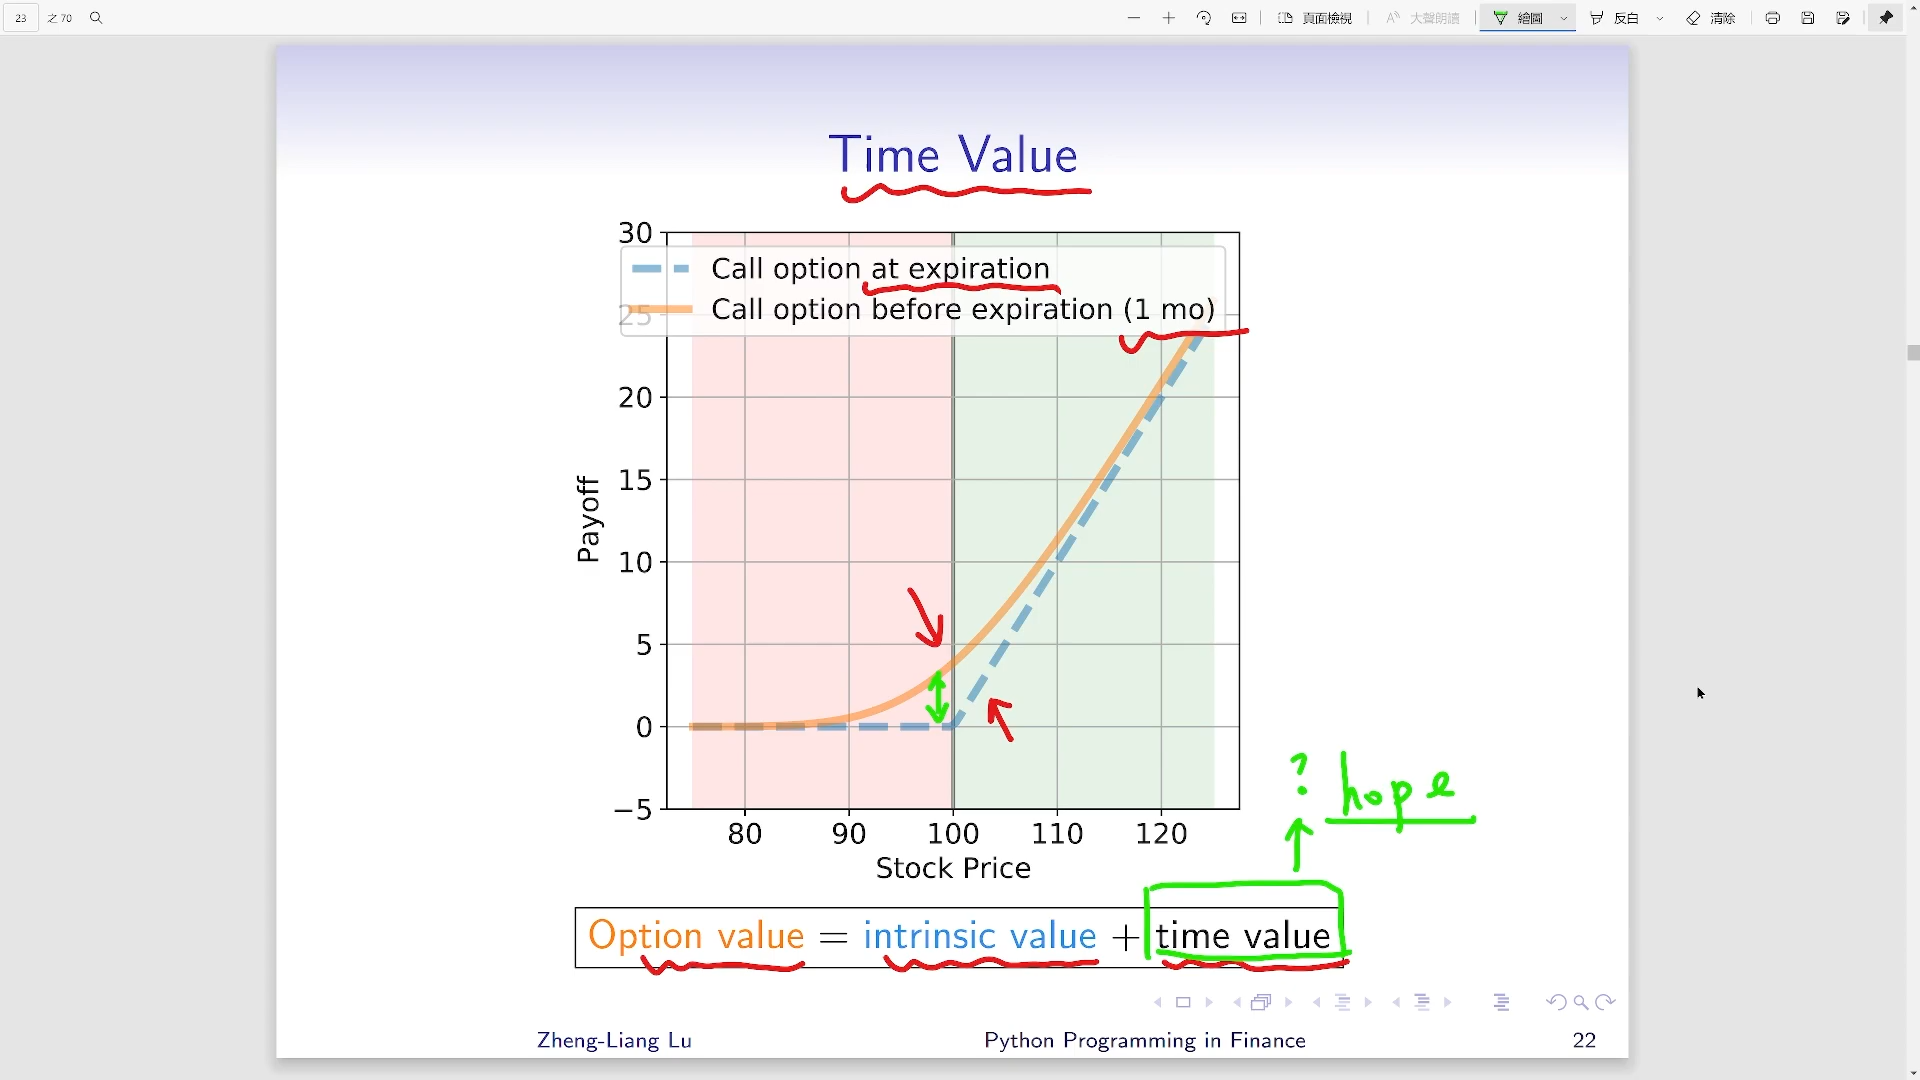 23 之 70 頁面檢視 大聲朗讀 繪圖 反白 清除
Time Value
30
25
20
15
10
5
0
−5
Call option at expiration
Call option before expiration (1 mo)
Payoff
80 90 100 110 120
Stock Price
? hope
Option value = intrinsic value + time value
Zheng-Liang Lu Python Programming in Finance 22